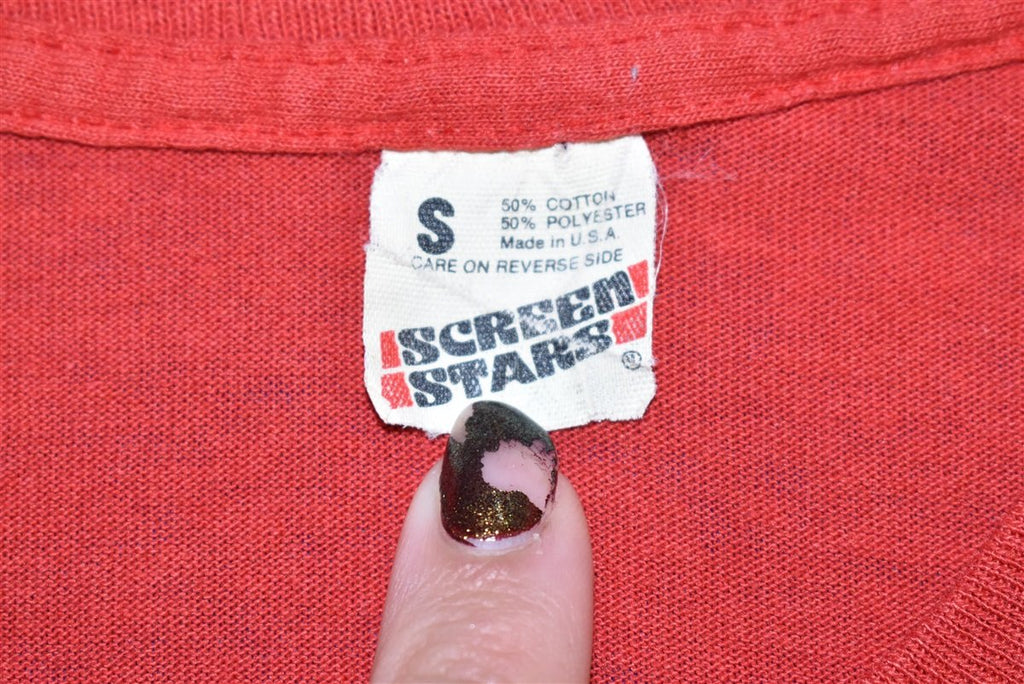 S
50% COTTON
50% POLYESTER
Made in U.S.A.
CARE ON REVERSE SIDE
SCREEN
STARS